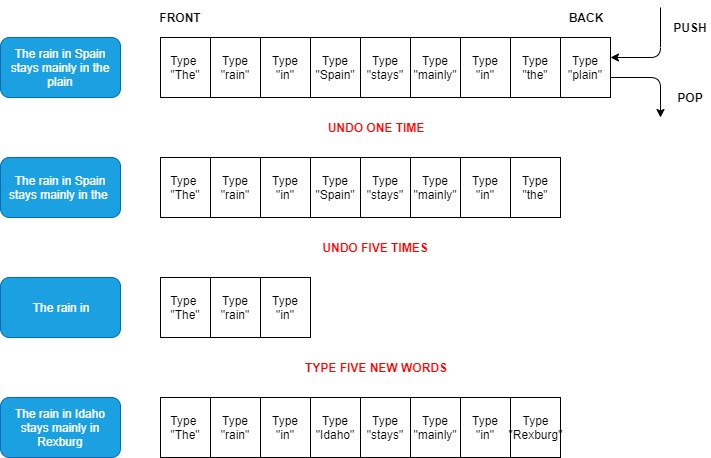 FRONT
BACK
PUSH
The rain in Spain
stays mainly in the
plain
Type
"The"
Type
"rain"
Type
"in"
Type
"Spain"
Type
"stays"
Type
"mainly"
Type
"in"
Type
"the"
Type
"plain"
POP
UNDO ONE TIME
The rain in Spain
stays mainly in the
Type
"The"
Type
"rain"
Type
"in"
Type
"Spain"
Type
"stays"
Type
"mainly"
Type
"in"
Type
"the"
UNDO FIVE TIMES
The rain in
Type
"The"
Type
"rain"
Type
"in"
TYPE FIVE NEW WORDS
The rain in Idaho
stays mainly in
Rexburg
Type
"The"
Type
"rain"
Type
"in"
Type
"Idaho"
Type
"stays"
Type
"mainly"
Type
"in"
Type
"Rexburg"